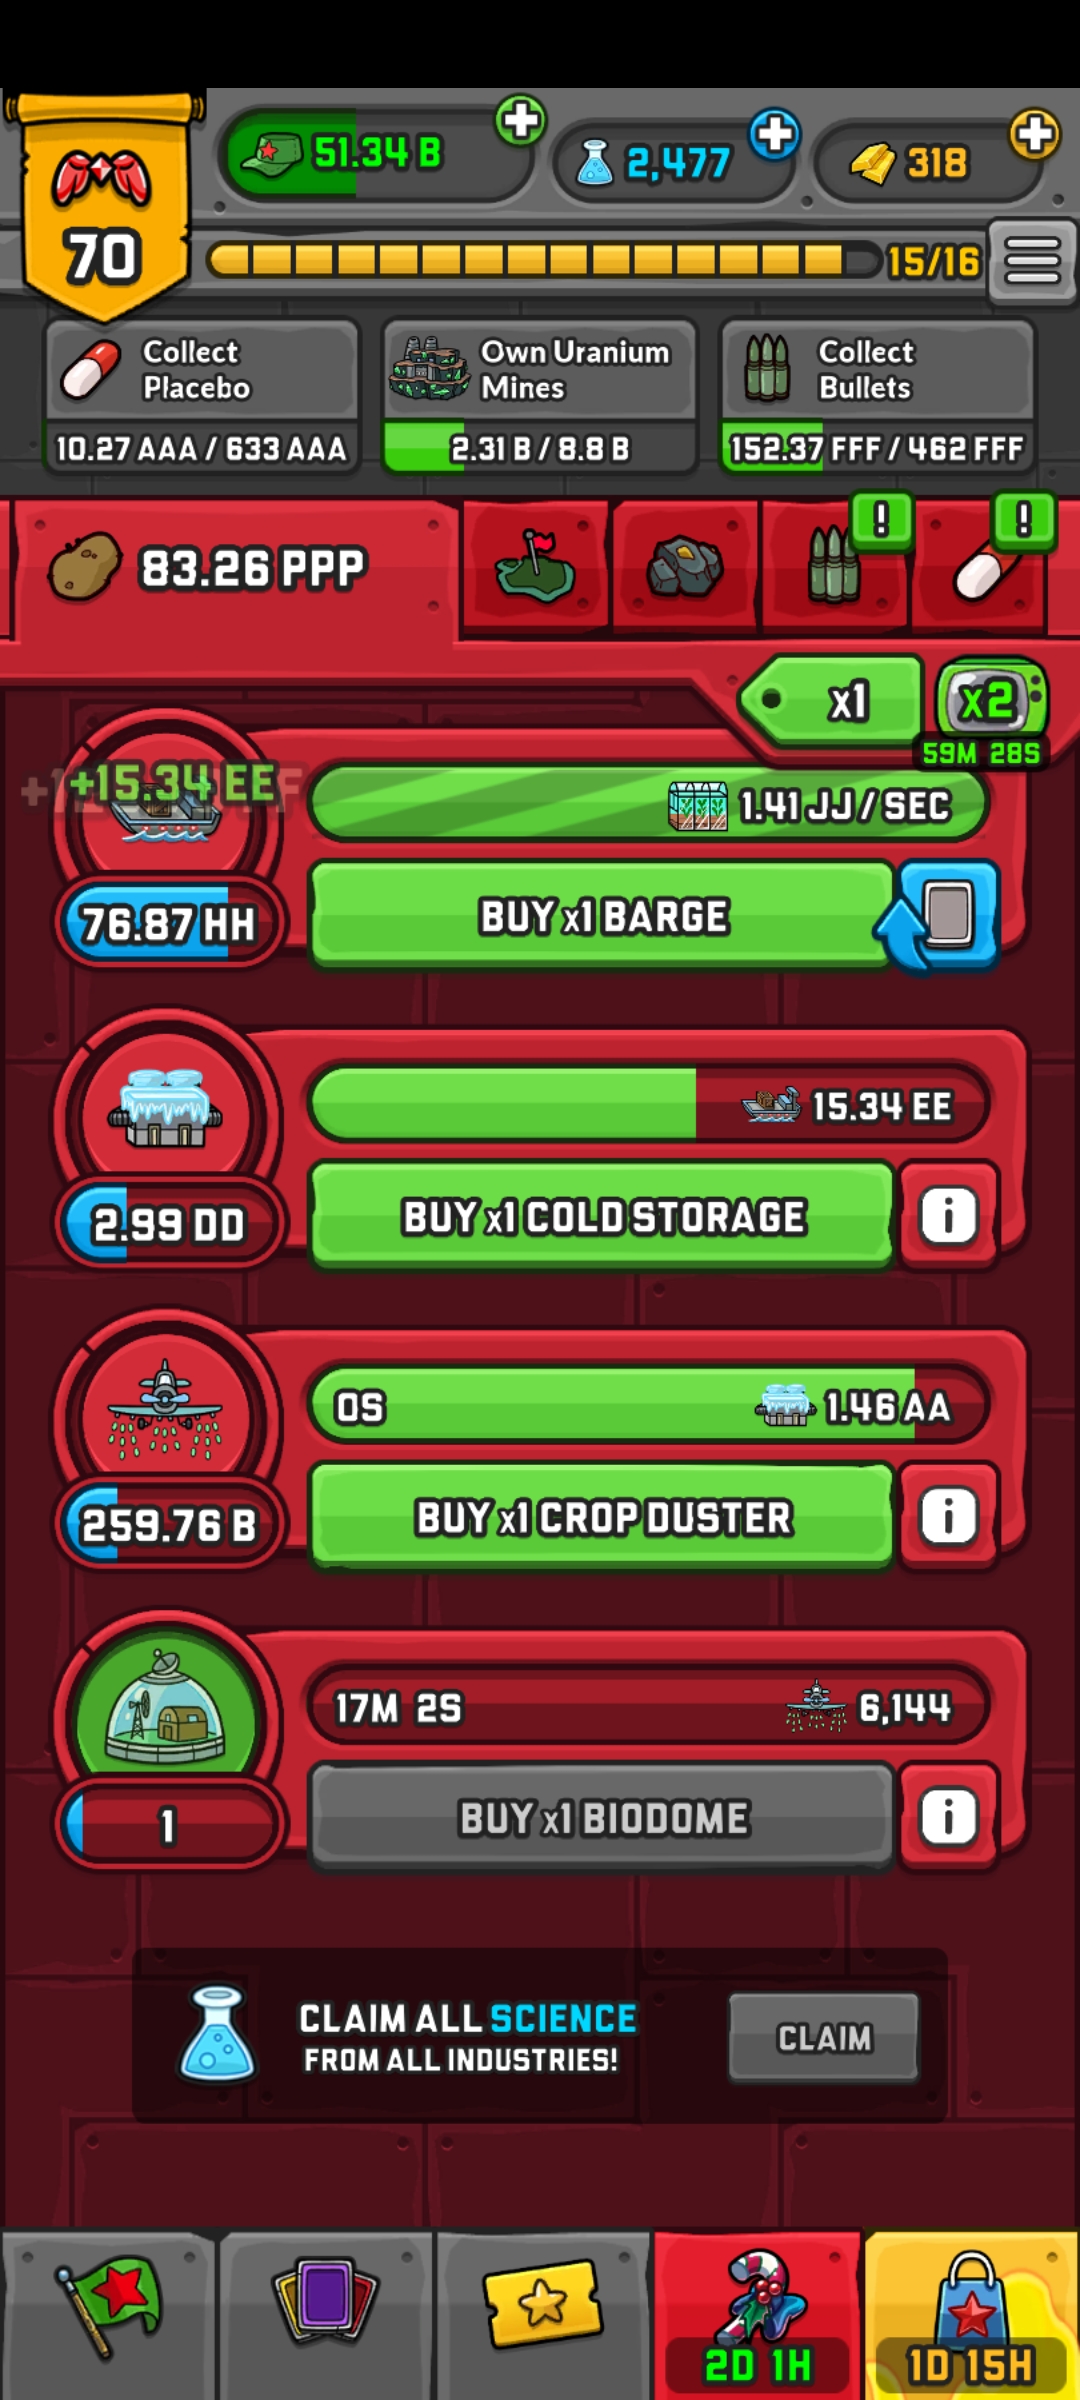 51.34 B
2,477
318
70
15/16
Collect
Placebo
10.27 AAA / 633 AAA
Own Uranium
Mines
2.31 B / 8.8 B
Collect
Bullets
152.37 FFF / 462 FFF
83.26 PPP
!
!
x1
x2
59M 28S
+15.34 EE
1.41 JJ / SEC
76.87 HH
BUY x1 BARGE
15.34 EE
2.99 DD
BUY x1 COLD STORAGE
i
0S
1.46 AA
259.76 B
BUY x1 CROP DUSTER
i
17M 2S
6,144
1
BUY x1 BIODOME
i
CLAIM ALL SCIENCE
FROM ALL INDUSTRIES!
CLAIM
2D 1H
1D 15H